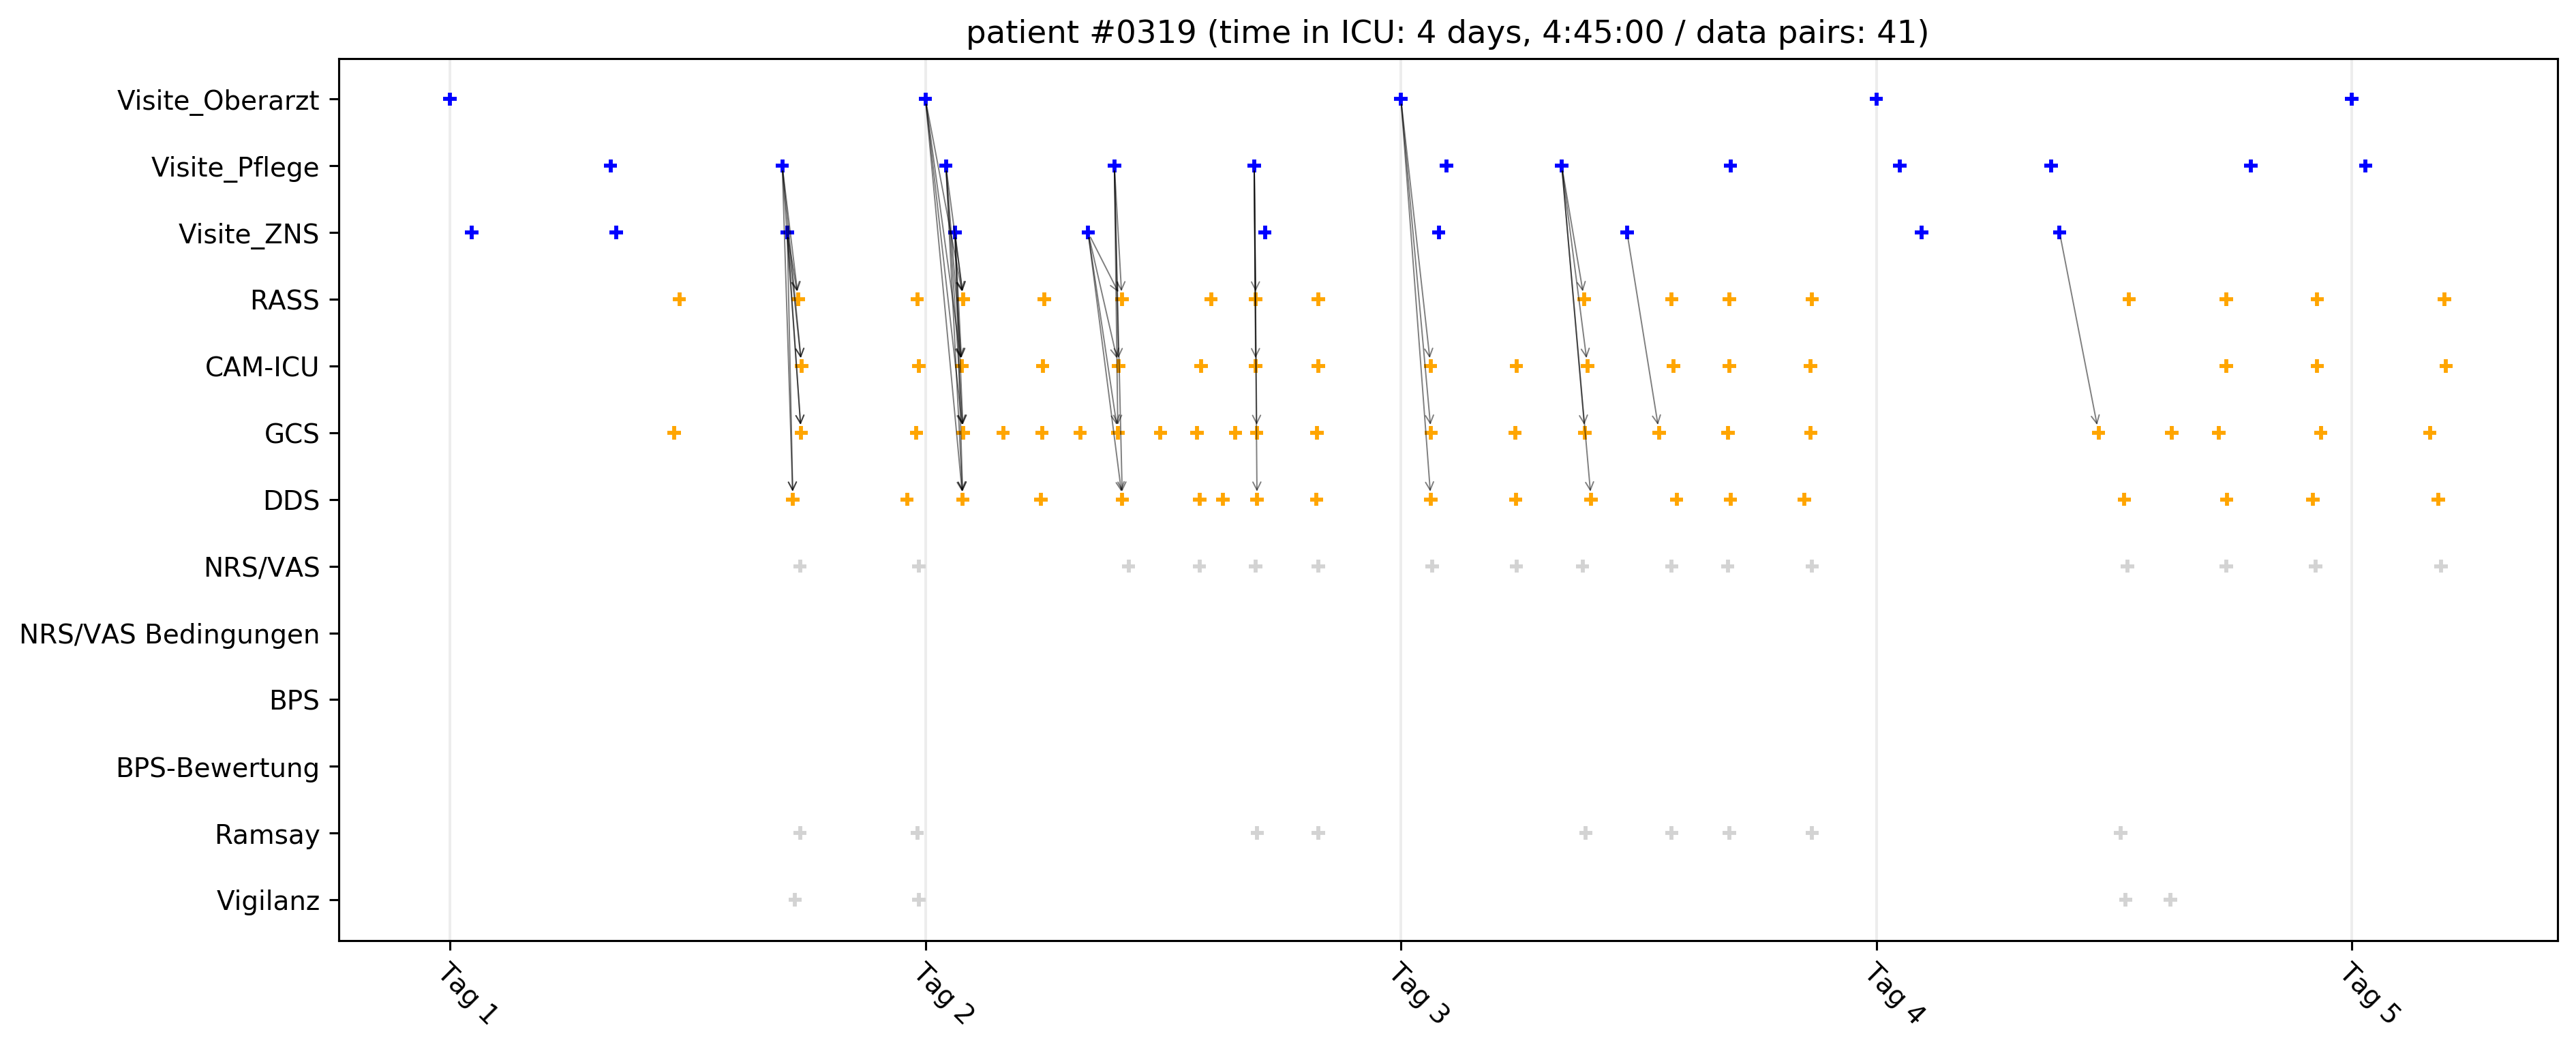 patient #0319 (time in ICU: 4 days, 4:45:00 / data pairs: 41)
Visite_Oberarzt
Visite_Pflege
Visite_ZNS
RASS
CAM-ICU
GCS
DDS
NRS/VAS
NRS/VAS Bedingungen
BPS
BPS-Bewertung
Ramsay
Vigilanz
Tag 1
Tag 2
Tag 3
Tag 4
Tag 5